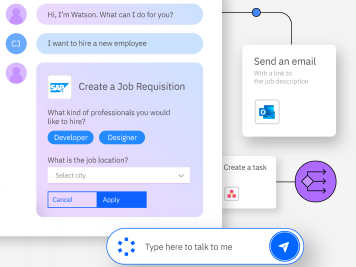 Hi, I'm Watson. What can I do for you?
CJ
I want to hire a new employee
SAP
Create a Job Requisition
What kind of professionals you would
like to hire?
Developer
Designer
What is the job location?
Select city
Cancel
Apply
Send an email
With a link to
the job description
Create a task
Type here to talk to me